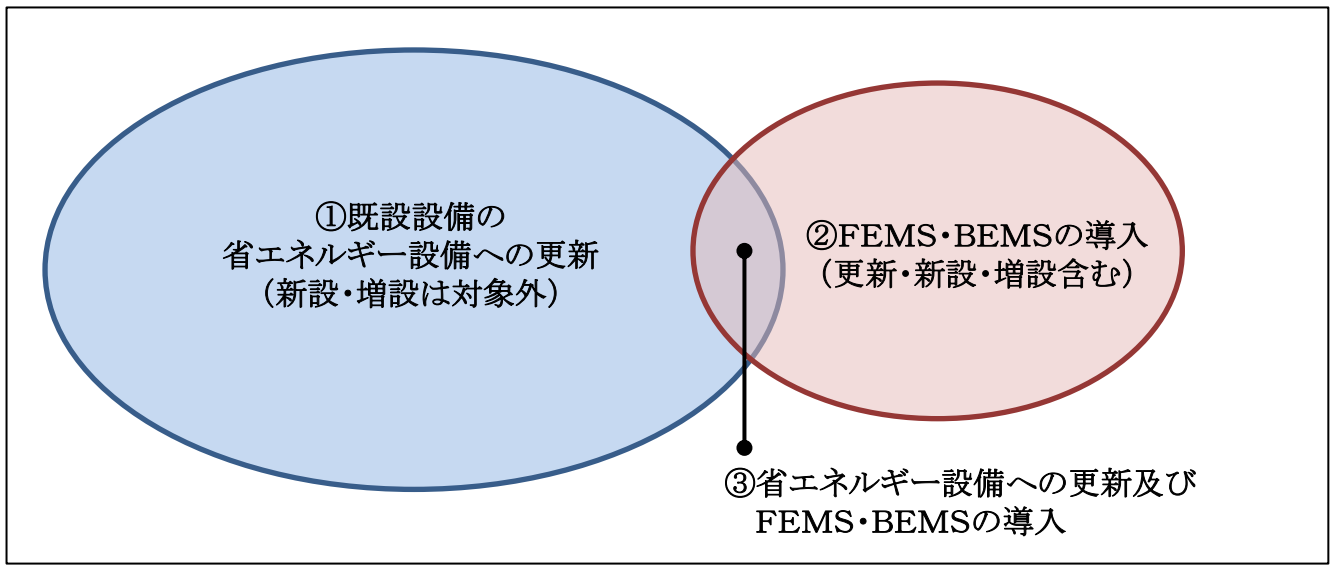 ①既設設備の
省エネルギー設備への更新
（新設・増設は対象外）
②FEMS・BEMSの導入
（更新・新設・増設含む）
③省エネルギー設備への更新及び
FEMS・BEMSの導入